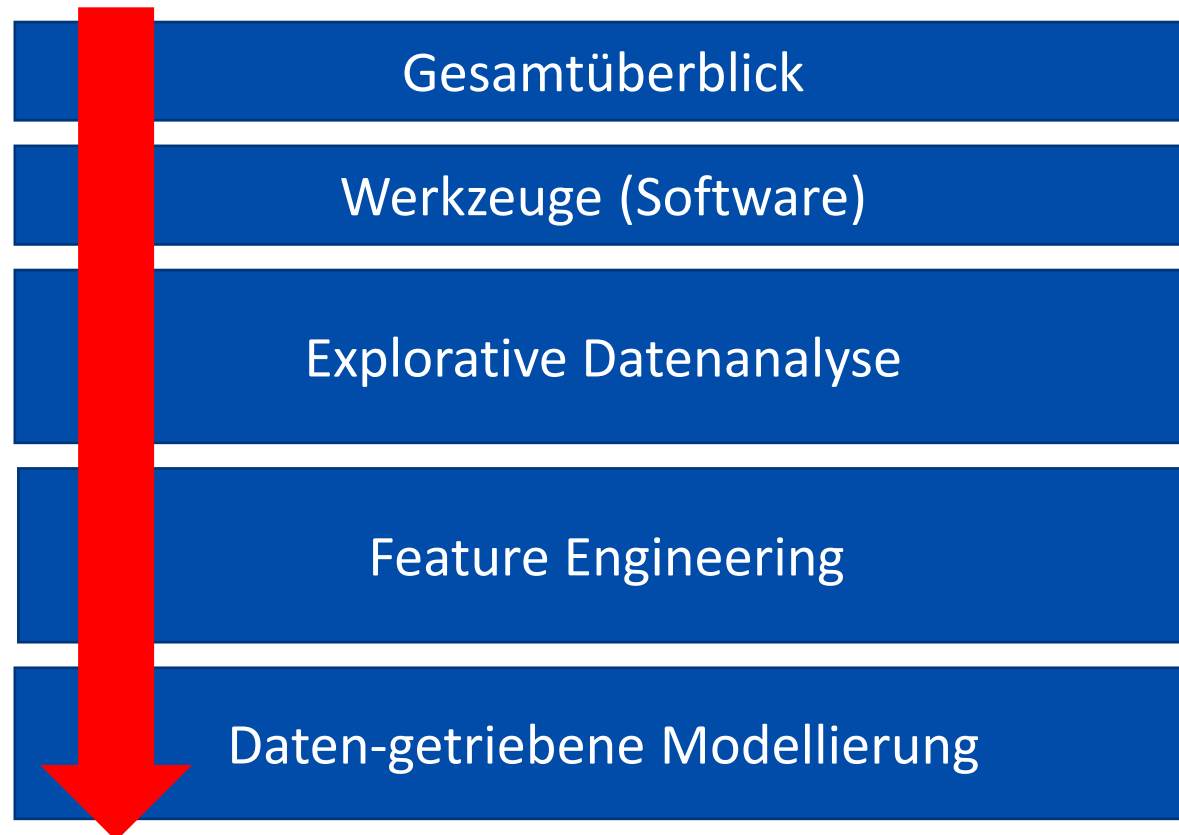 Gesamtüberblick
Werkzeuge (Software)
Explorative Datenanalyse
Feature Engineering
Daten-getriebene Modellierung